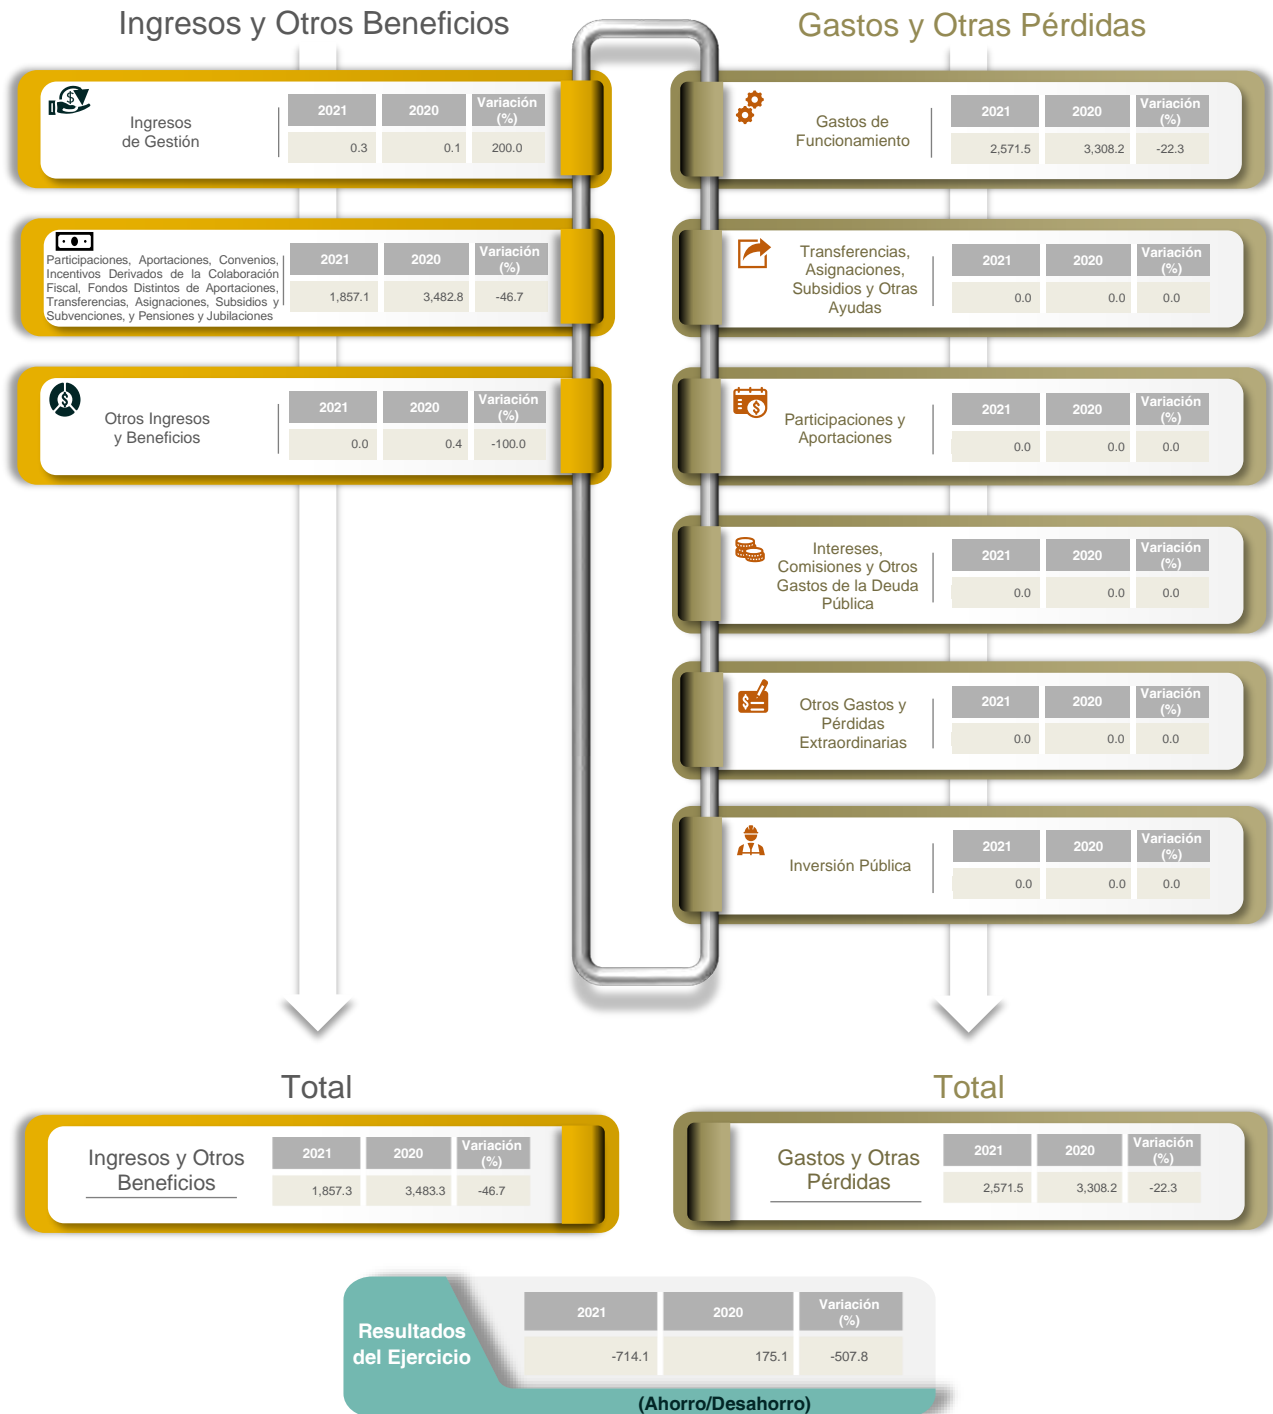 Ingresos y Otros Beneficios
Ingresos
de Gestión
2021 2020 Variación
(%)
0.3 0.1 200.0
Participaciones, Aportaciones, Convenios,
Incentivos Derivados de la Colaboración
Fiscal, Fondos Distintos de Aportaciones,
Transferencias, Asignaciones, Subsidios y
Subvenciones, y Pensiones y Jubilaciones
2021 2020 Variación
(%)
1,857.1 3,482.8 -46.7
Otros Ingresos
y Beneficios
2021 2020 Variación
(%)
0.0 0.4 -100.0
Total
Ingresos y Otros
Beneficios
2021 2020 Variación
(%)
1,857.3 3,483.3 -46.7
Gastos y Otras Pérdidas
Gastos de
Funcionamiento
2021 2020 Variación
(%)
2,571.5 3,308.2 -22.3
Transferencias,
Asignaciones,
Subsidios y Otras
Ayudas
2021 2020 Variación
(%)
0.0 0.0 0.0
Participaciones y
Aportaciones
2021 2020 Variación
(%)
0.0 0.0 0.0
Intereses,
Comisiones y Otros
Gastos de la Deuda
Pública
2021 2020 Variación
(%)
0.0 0.0 0.0
Otros Gastos y
Pérdidas
Extraordinarias
2021 2020 Variación
(%)
0.0 0.0 0.0
Inversión Pública
2021 2020 Variación
(%)
0.0 0.0 0.0
Total
Gastos y Otras
Pérdidas
2021 2020 Variación
(%)
2,571.5 3,308.2 -22.3
Resultados
del Ejercicio
2021 2020 Variación
(%)
-714.1 175.1 -507.8
(Ahorro/Desahorro)